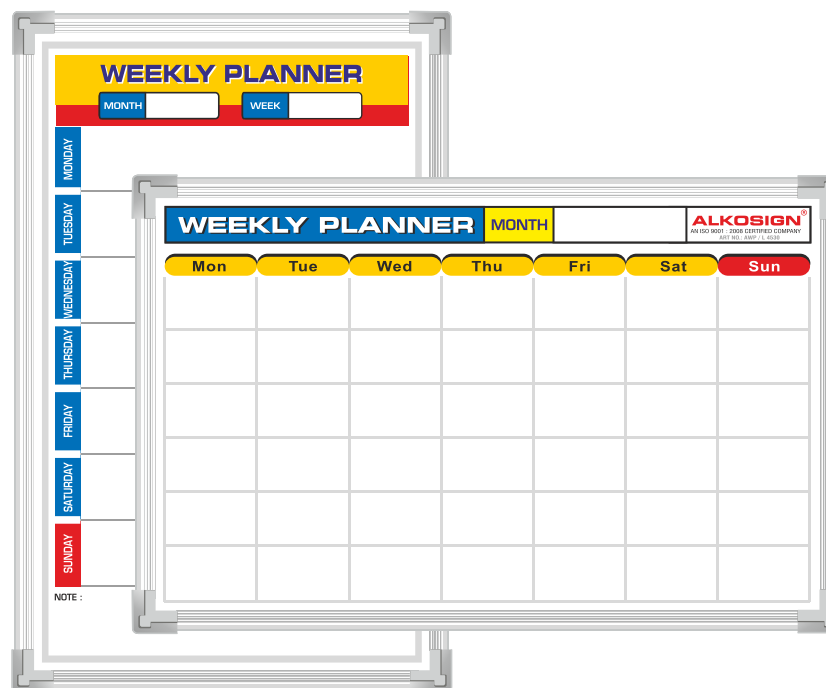 WEEKLY PLANNER
MONTH WEEK
MONDAY
TUESDAY
WEDNESDAY
THURSDAY
FRIDAY
SATURDAY
SUNDAY
NOTE :
WEEKLY PLANNER MONTH ALKOSIGN®
AN ISO 9001 : 2008 CERTIFIED COMPANY
ART NO.: AWP / L 4530
Mon Tue Wed Thu Fri Sat Sun